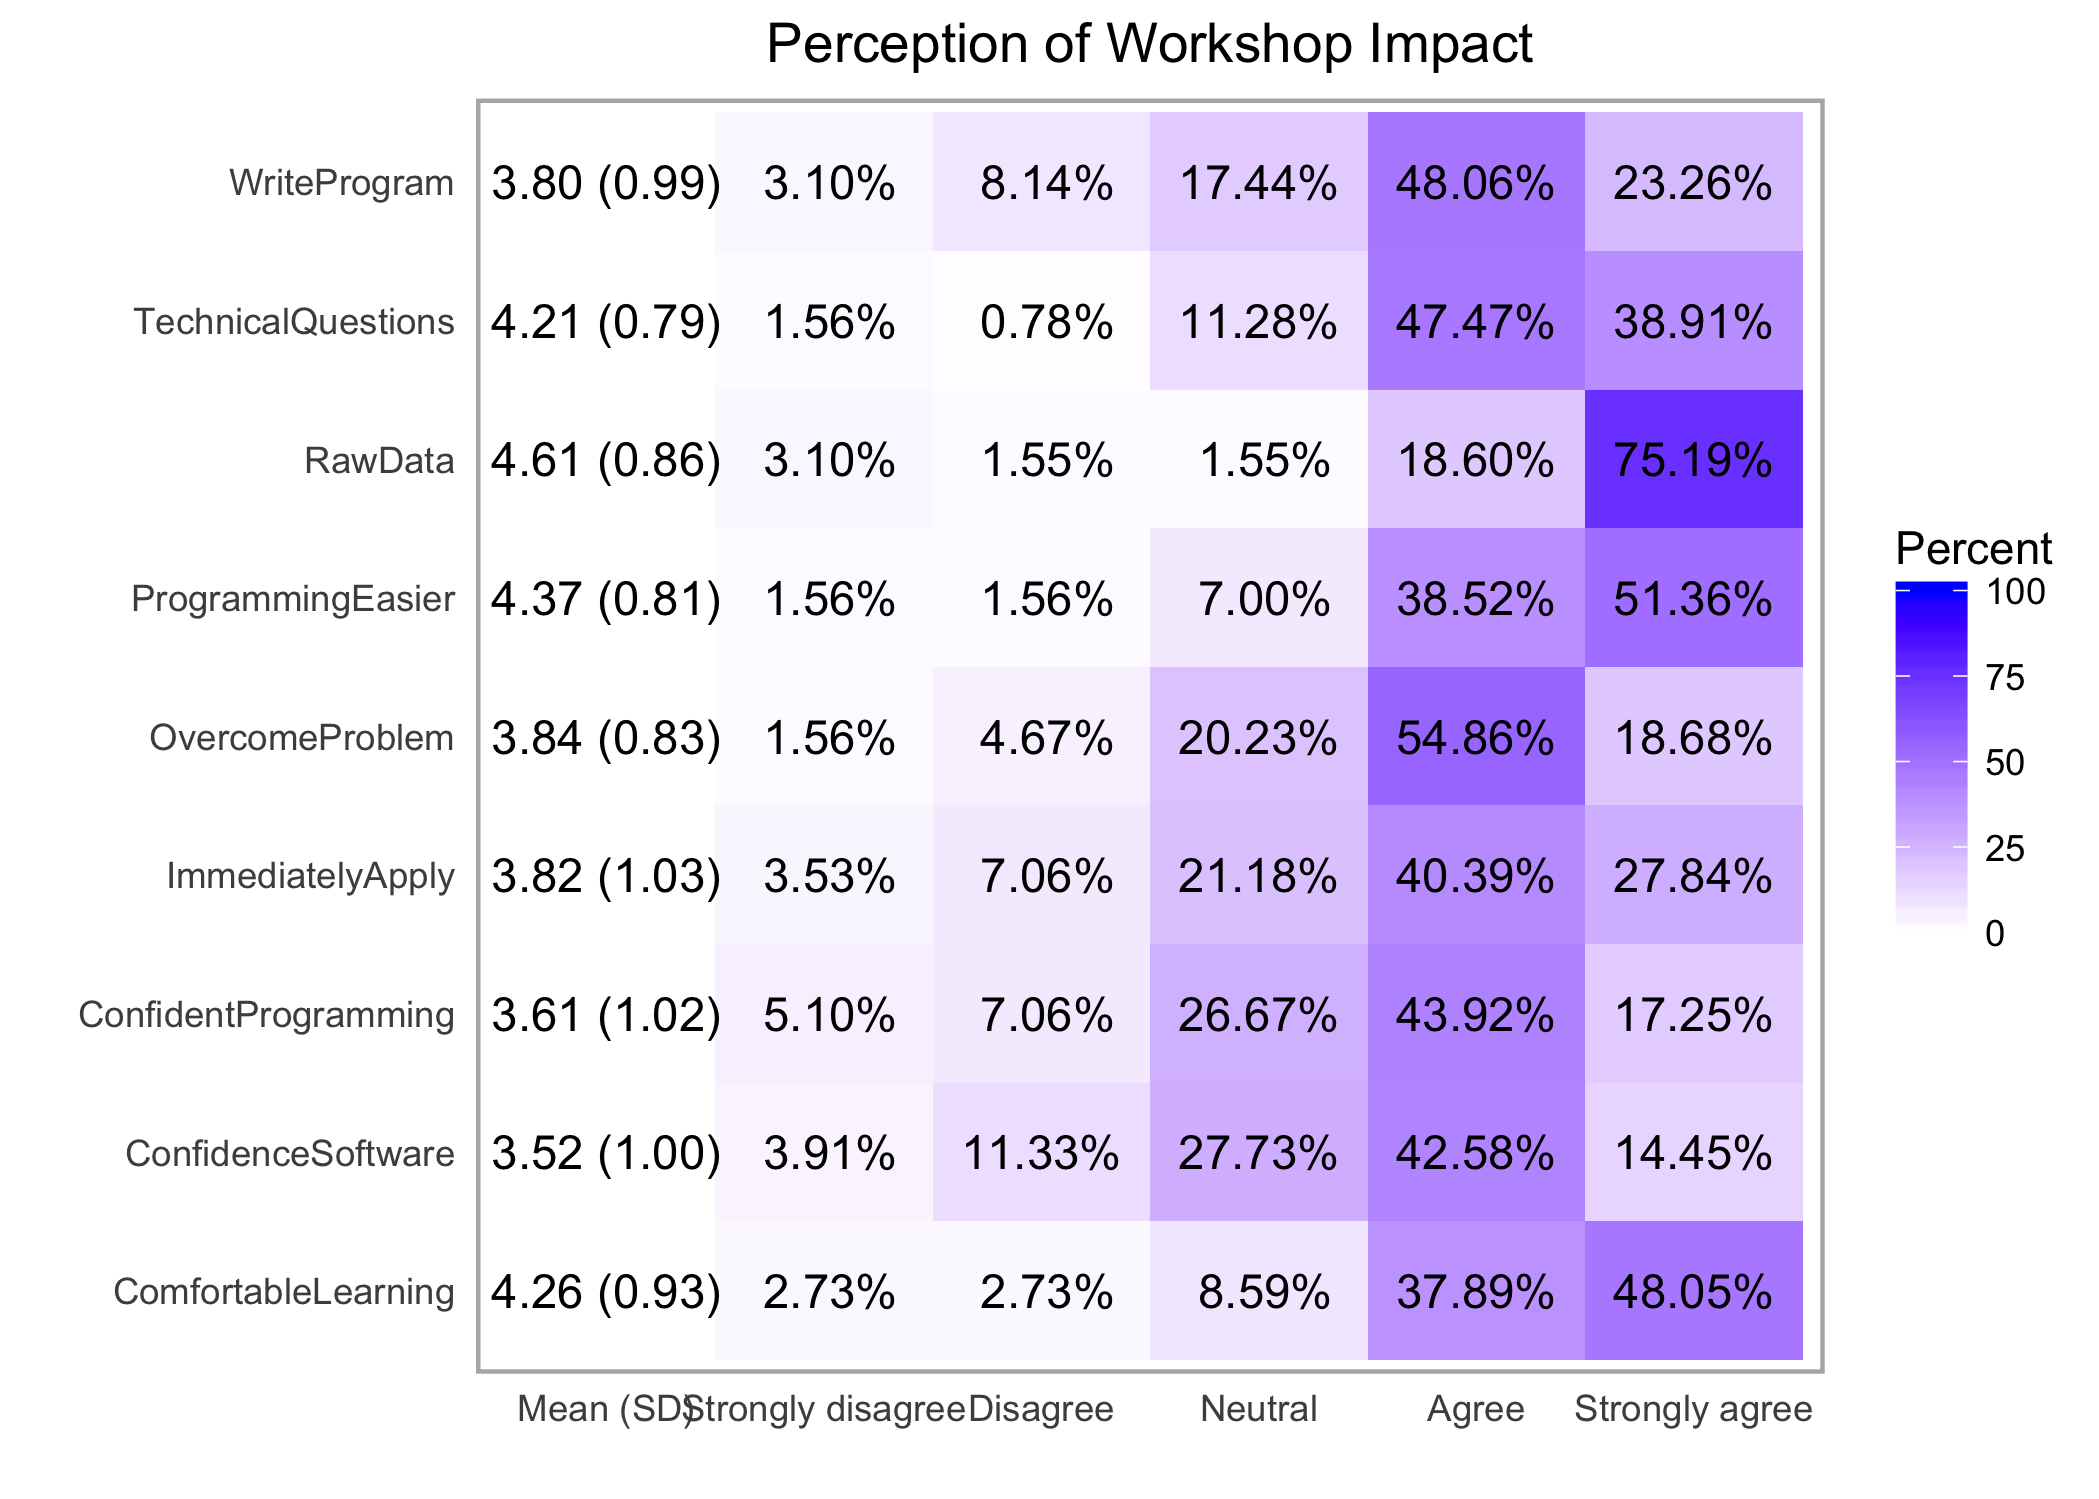 Perception of Workshop Impact
WriteProgram 3.80 (0.99) 3.10% 8.14% 17.44% 48.06% 23.26%
TechnicalQuestions 4.21 (0.79) 1.56% 0.78% 11.28% 47.47% 38.91%
RawData 4.61 (0.86) 3.10% 1.55% 1.55% 18.60% 75.19%
ProgrammingEasier 4.37 (0.81) 1.56% 1.56% 7.00% 38.52% 51.36%
OvercomeProblem 3.84 (0.83) 1.56% 4.67% 20.23% 54.86% 18.68%
ImmediatelyApply 3.82 (1.03) 3.53% 7.06% 21.18% 40.39% 27.84%
ConfidentProgramming 3.61 (1.02) 5.10% 7.06% 26.67% 43.92% 17.25%
ConfidenceSoftware 3.52 (1.00) 3.91% 11.33% 27.73% 42.58% 14.45%
ComfortableLearning 4.26 (0.93) 2.73% 2.73% 8.59% 37.89% 48.05%
Mean (SD) Strongly disagree Disagree Neutral Agree Strongly agree
Percent
100
75
50
25
0